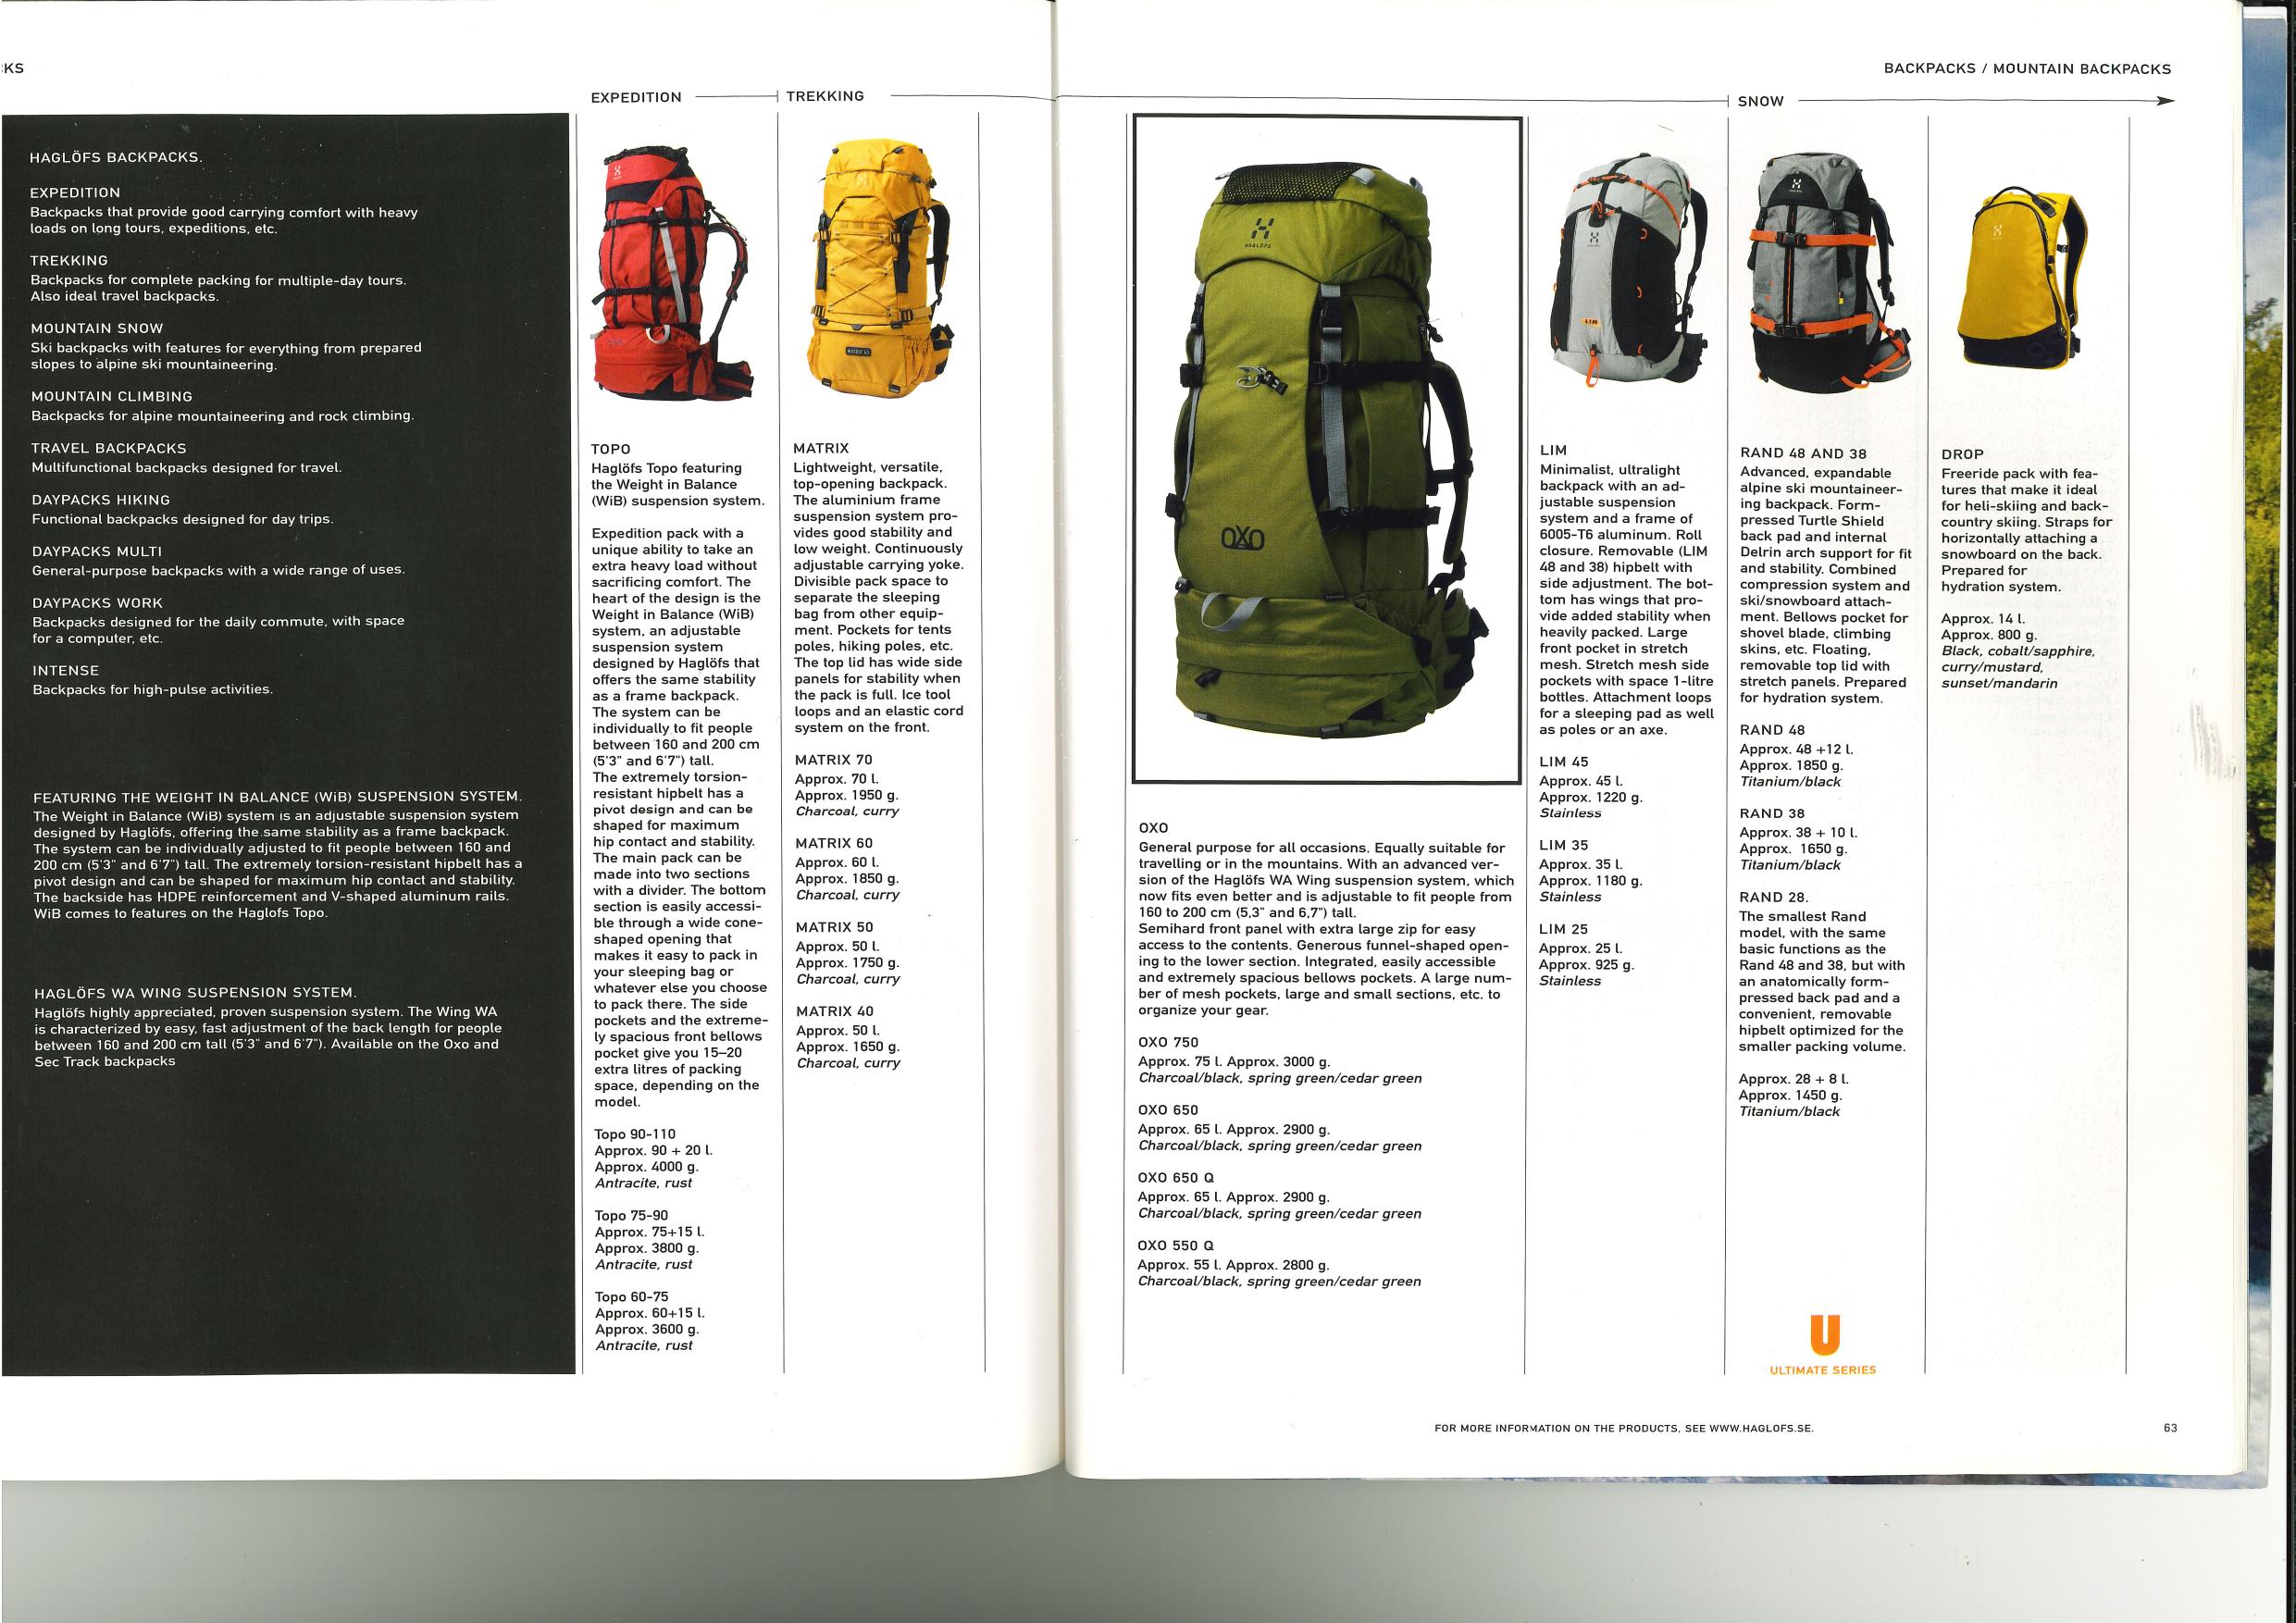 KS
HAGLÖFS BACKPACKS.
EXPEDITION
Backpacks that provide good carrying comfort with heavy
loads on long tours, expeditions, etc.
TREKKING
Backpacks for complete packing for multiple-day tours.
Also ideal travel backpacks.
MOUNTAIN SNOW
Ski backpacks with features for everything from prepared
slopes to alpine ski mountaineering.
MOUNTAIN CLIMBING
Backpacks for alpine mountaineering and rock climbing.
TRAVEL BACKPACKS
Multifunctional backpacks designed for travel.
DAYPACKS HIKING
Functional backpacks designed for day trips.
DAYPACKS MULTI
General-purpose backpacks with a wide range of uses.
DAYPACKS WORK
Backpacks designed for the daily commute, with space
for a computer, etc.
INTENSE
Backpacks for high-pulse activities.
FEATURING THE WEIGHT IN BALANCE (WiB) SUSPENSION SYSTEM.
The Weight in Balance (WiB) system is an adjustable suspension system
designed by Haglöfs, offering the same stability as a frame backpack.
The system can be individually adjusted to fit people between 160 and
200 cm (5'3" and 6'7") tall. The extremely torsion-resistant hipbelt has a
pivot design and can be shaped for maximum hip contact and stability.
The backside has HDPE reinforcement and V-shaped aluminum rails.
WiB comes to features on the Haglofs Topo.
HAGLÖFS WA WING SUSPENSION SYSTEM.
Haglöfs highly appreciated, proven suspension system. The Wing WA
is characterized by easy, fast adjustment of the back length for people
between 160 and 200 cm tall (5'3" and 6'7"). Available on the Oxo and
Sec Track backpacks
EXPEDITION
TOPO
Haglöfs Topo featuring
the Weight in Balance
(WiB) suspension system.
Expedition pack with a
unique ability to take an
extra heavy load without
sacrificing comfort. The
heart of the design is the
Weight in Balance (WiB)
system, an adjustable
suspension system
designed by Haglöfs that
offers the same stability
as a frame backpack.
The system can be
individually to fit people
between 160 and 200 cm
(5'3" and 6'7") tall.
The extremely torsion-
resistant hipbelt has a
pivot design and can be
shaped for maximum
hip contact and stability.
The main pack can be
made into two sections
with a divider. The bottom
section is easily accessi-
ble through a wide cone-
shaped opening that
makes it easy to pack in
your sleeping bag or
whatever else you choose
to pack there. The side
pockets and the extreme-
ly spacious front bellows
pocket give you 15–20
extra litres of packing
space, depending on the
model.
Topo 90-110
Approx. 90 + 20 l.
Approx. 4000 g.
Antracite, rust
Topo 75-90
Approx. 75+15 l.
Approx. 3800 g.
Antracite, rust
Topo 60-75
Approx. 60+15 l.
Approx. 3600 g.
Antracite, rust
TREKKING
MATRIX
Lightweight, versatile,
top-opening backpack.
The aluminium frame
suspension system pro-
vides good stability and
low weight. Continuously
adjustable carrying yoke.
Divisible pack space to
separate the sleeping
bag from other equip-
ment. Pockets for tents
poles, hiking poles, etc.
The top lid has wide side
panels for stability when
the pack is full. Ice tool
loops and an elastic cord
system on the front.
MATRIX 70
Approx. 70 l.
Approx. 1950 g.
Charcoal, curry
MATRIX 60
Approx. 60 l.
Approx. 1850 g.
Charcoal, curry
MATRIX 50
Approx. 50 l.
Approx. 1750 g.
Charcoal, curry
MATRIX 40
Approx. 50 l.
Approx. 1650 g.
Charcoal, curry
BACKPACKS / MOUNTAIN BACKPACKS
HAGLÖFS
OXO
OXO
General purpose for all occasions. Equally suitable for
travelling or in the mountains. With an advanced ver-
sion of the Haglöfs WA Wing suspension system, which
now fits even better and is adjustable to fit people from
160 to 200 cm (5,3" and 6,7") tall.
Semihard front panel with extra large zip for easy
access to the contents. Generous funnel-shaped open-
ing to the lower section. Integrated, easily accessible
and extremely spacious bellows pockets. A large num-
ber of mesh pockets, large and small sections, etc. to
organize your gear.
OXO 750
Approx. 75 l. Approx. 3000 g.
Charcoal/black, spring green/cedar green
OXO 650
Approx. 65 l. Approx. 2900 g.
Charcoal/black, spring green/cedar green
OXO 650 Q
Approx. 65 l. Approx. 2900 g.
Charcoal/black, spring green/cedar green
OXO 550 Q
Approx. 55 l. Approx. 2800 g.
Charcoal/black, spring green/cedar green
LIM
LIM
Minimalist, ultralight
backpack with an ad-
justable suspension
system and a frame of
6005-T6 aluminum. Roll
closure. Removable (LIM
48 and 38) hipbelt with
side adjustment. The bot-
tom has wings that pro-
vide added stability when
heavily packed. Large
front pocket in stretch
mesh. Stretch mesh side
pockets with space 1-litre
bottles. Attachment loops
for a sleeping pad as well
as poles or an axe.
LIM 45
Approx. 45 l.
Approx. 1220 g.
Stainless
LIM 35
Approx. 35 l.
Approx. 1180 g.
Stainless
LIM 25
Approx. 25 l.
Approx. 925 g.
Stainless
SNOW
RAND 48 AND 38
Advanced, expandable
alpine ski mountaineer-
ing backpack. Form-
pressed Turtle Shield
back pad and internal
Delrin arch support for fit
and stability. Combined
compression system and
ski/snowboard attach-
ment. Bellows pocket for
shovel blade, climbing
skins, etc. Floating,
removable top lid with
stretch panels. Prepared
for hydration system.
RAND 48
Approx. 48 +12 l.
Approx. 1850 g.
Titanium/black
RAND 38
Approx. 38 + 10 l.
Approx. 1650 g.
Titanium/black
RAND 28.
The smallest Rand
model, with the same
basic functions as the
Rand 48 and 38, but with
an anatomically form-
pressed back pad and a
convenient, removable
hipbelt optimized for the
smaller packing volume.
Approx. 28 + 8 l.
Approx. 1450 g.
Titanium/black
U
ULTIMATE SERIES
DROP
Freeride pack with fea-
tures that make it ideal
for heli-skiing and back-
country skiing. Straps for
horizontally attaching a
snowboard on the back.
Prepared for
hydration system.
Approx. 14 l.
Approx. 800 g.
Black, cobalt/sapphire,
curry/mustard,
sunset/mandarin
FOR MORE INFORMATION ON THE PRODUCTS, SEE WWW.HAGLOFS.SE.
63